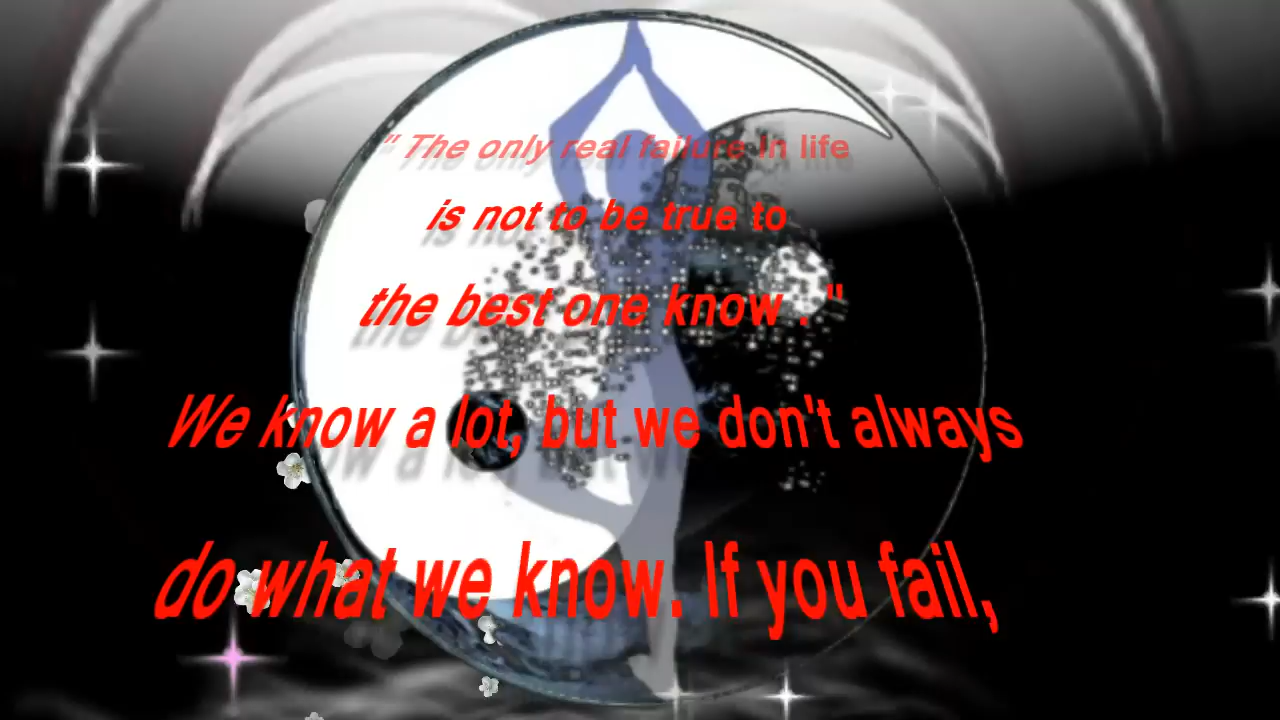 " The only real failure In life
is not to be true to
the best one know . "
We know a lot, but we don't always
do what we know. If you fail,